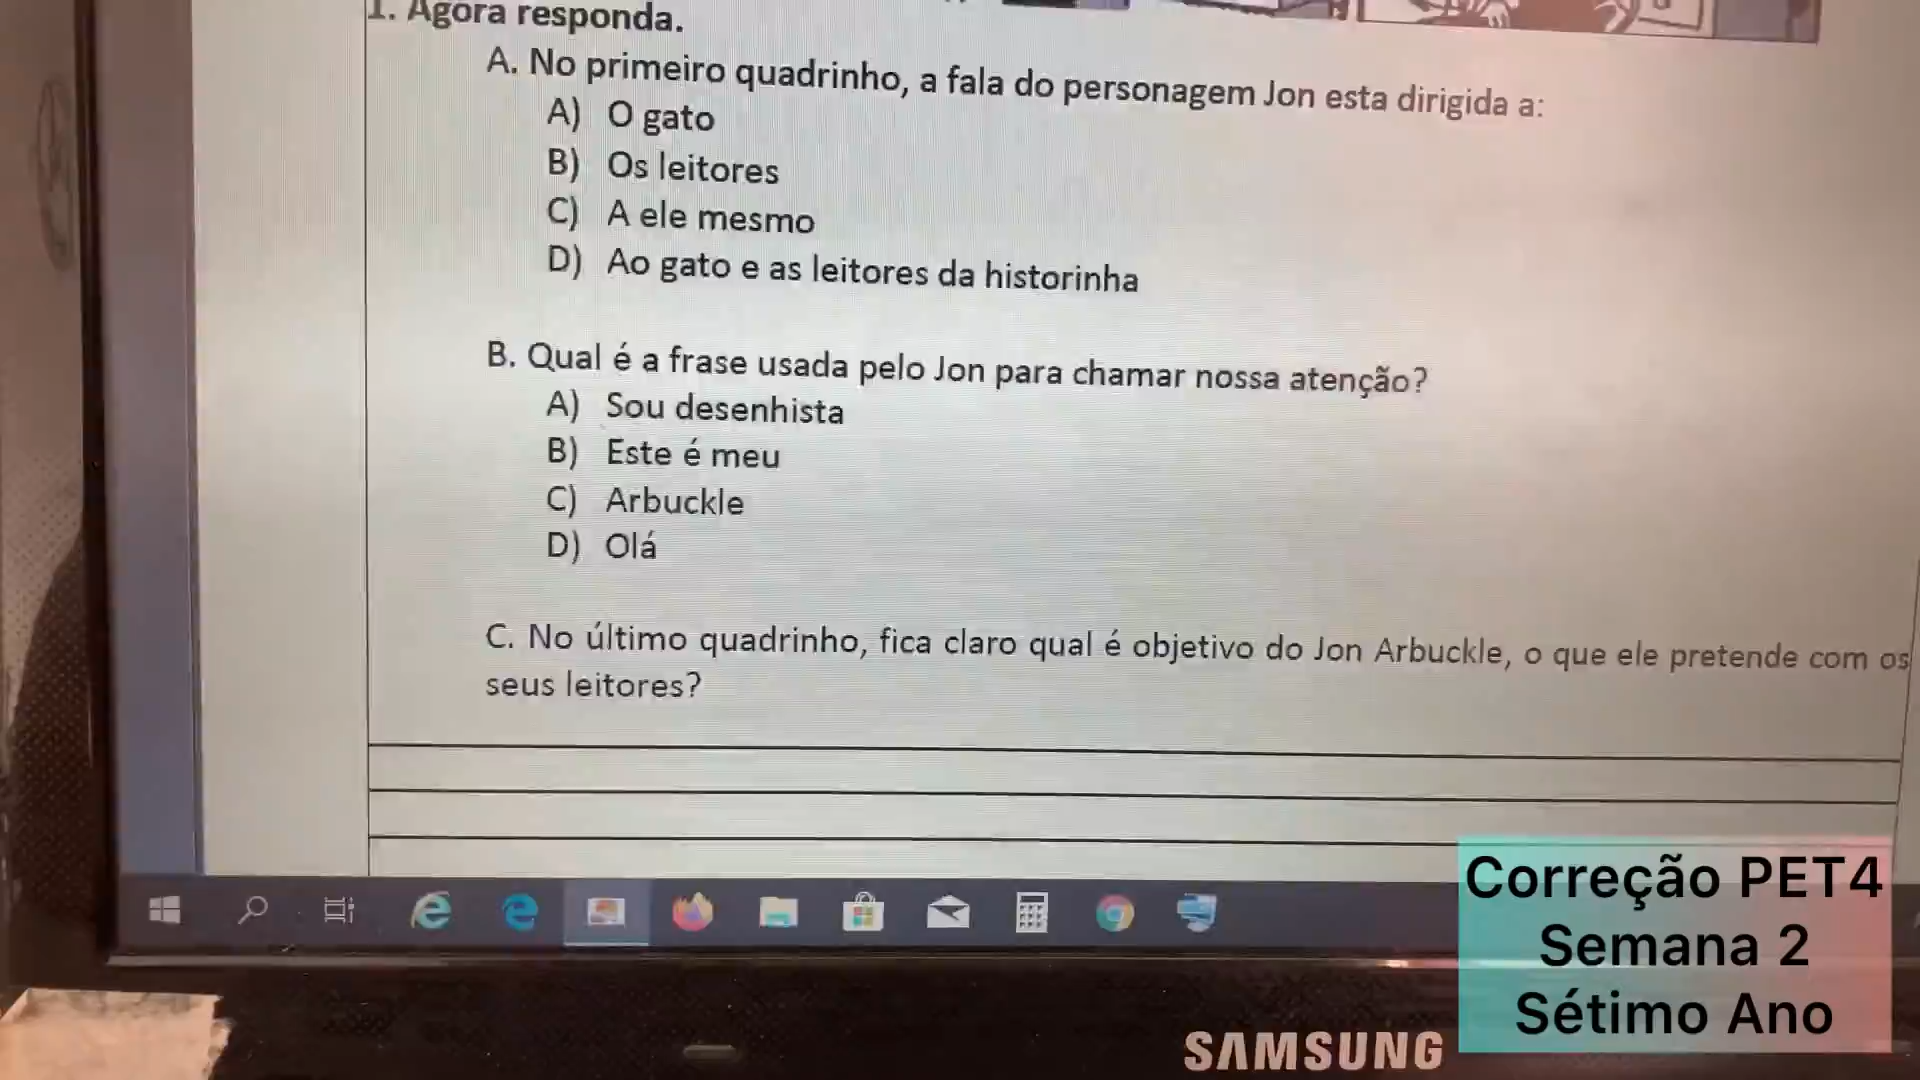 1. Agora responda.
A. No primeiro quadrinho, a fala do personagem Jon esta dirigida a:
A) O gato
B) Os leitores
C) A ele mesmo
D) Ao gato e as leitores da historinha
B. Qual é a frase usada pelo Jon para chamar nossa atenção?
A) Sou desenhista
B) Este é meu
C) Arbuckle
D) Olá
C. No último quadrinho, fica claro qual é objetivo do Jon Arbuckle, o que ele pretende com os
seus leitores?
Correção PET4
Semana 2
Sétimo Ano
SAMSUNG